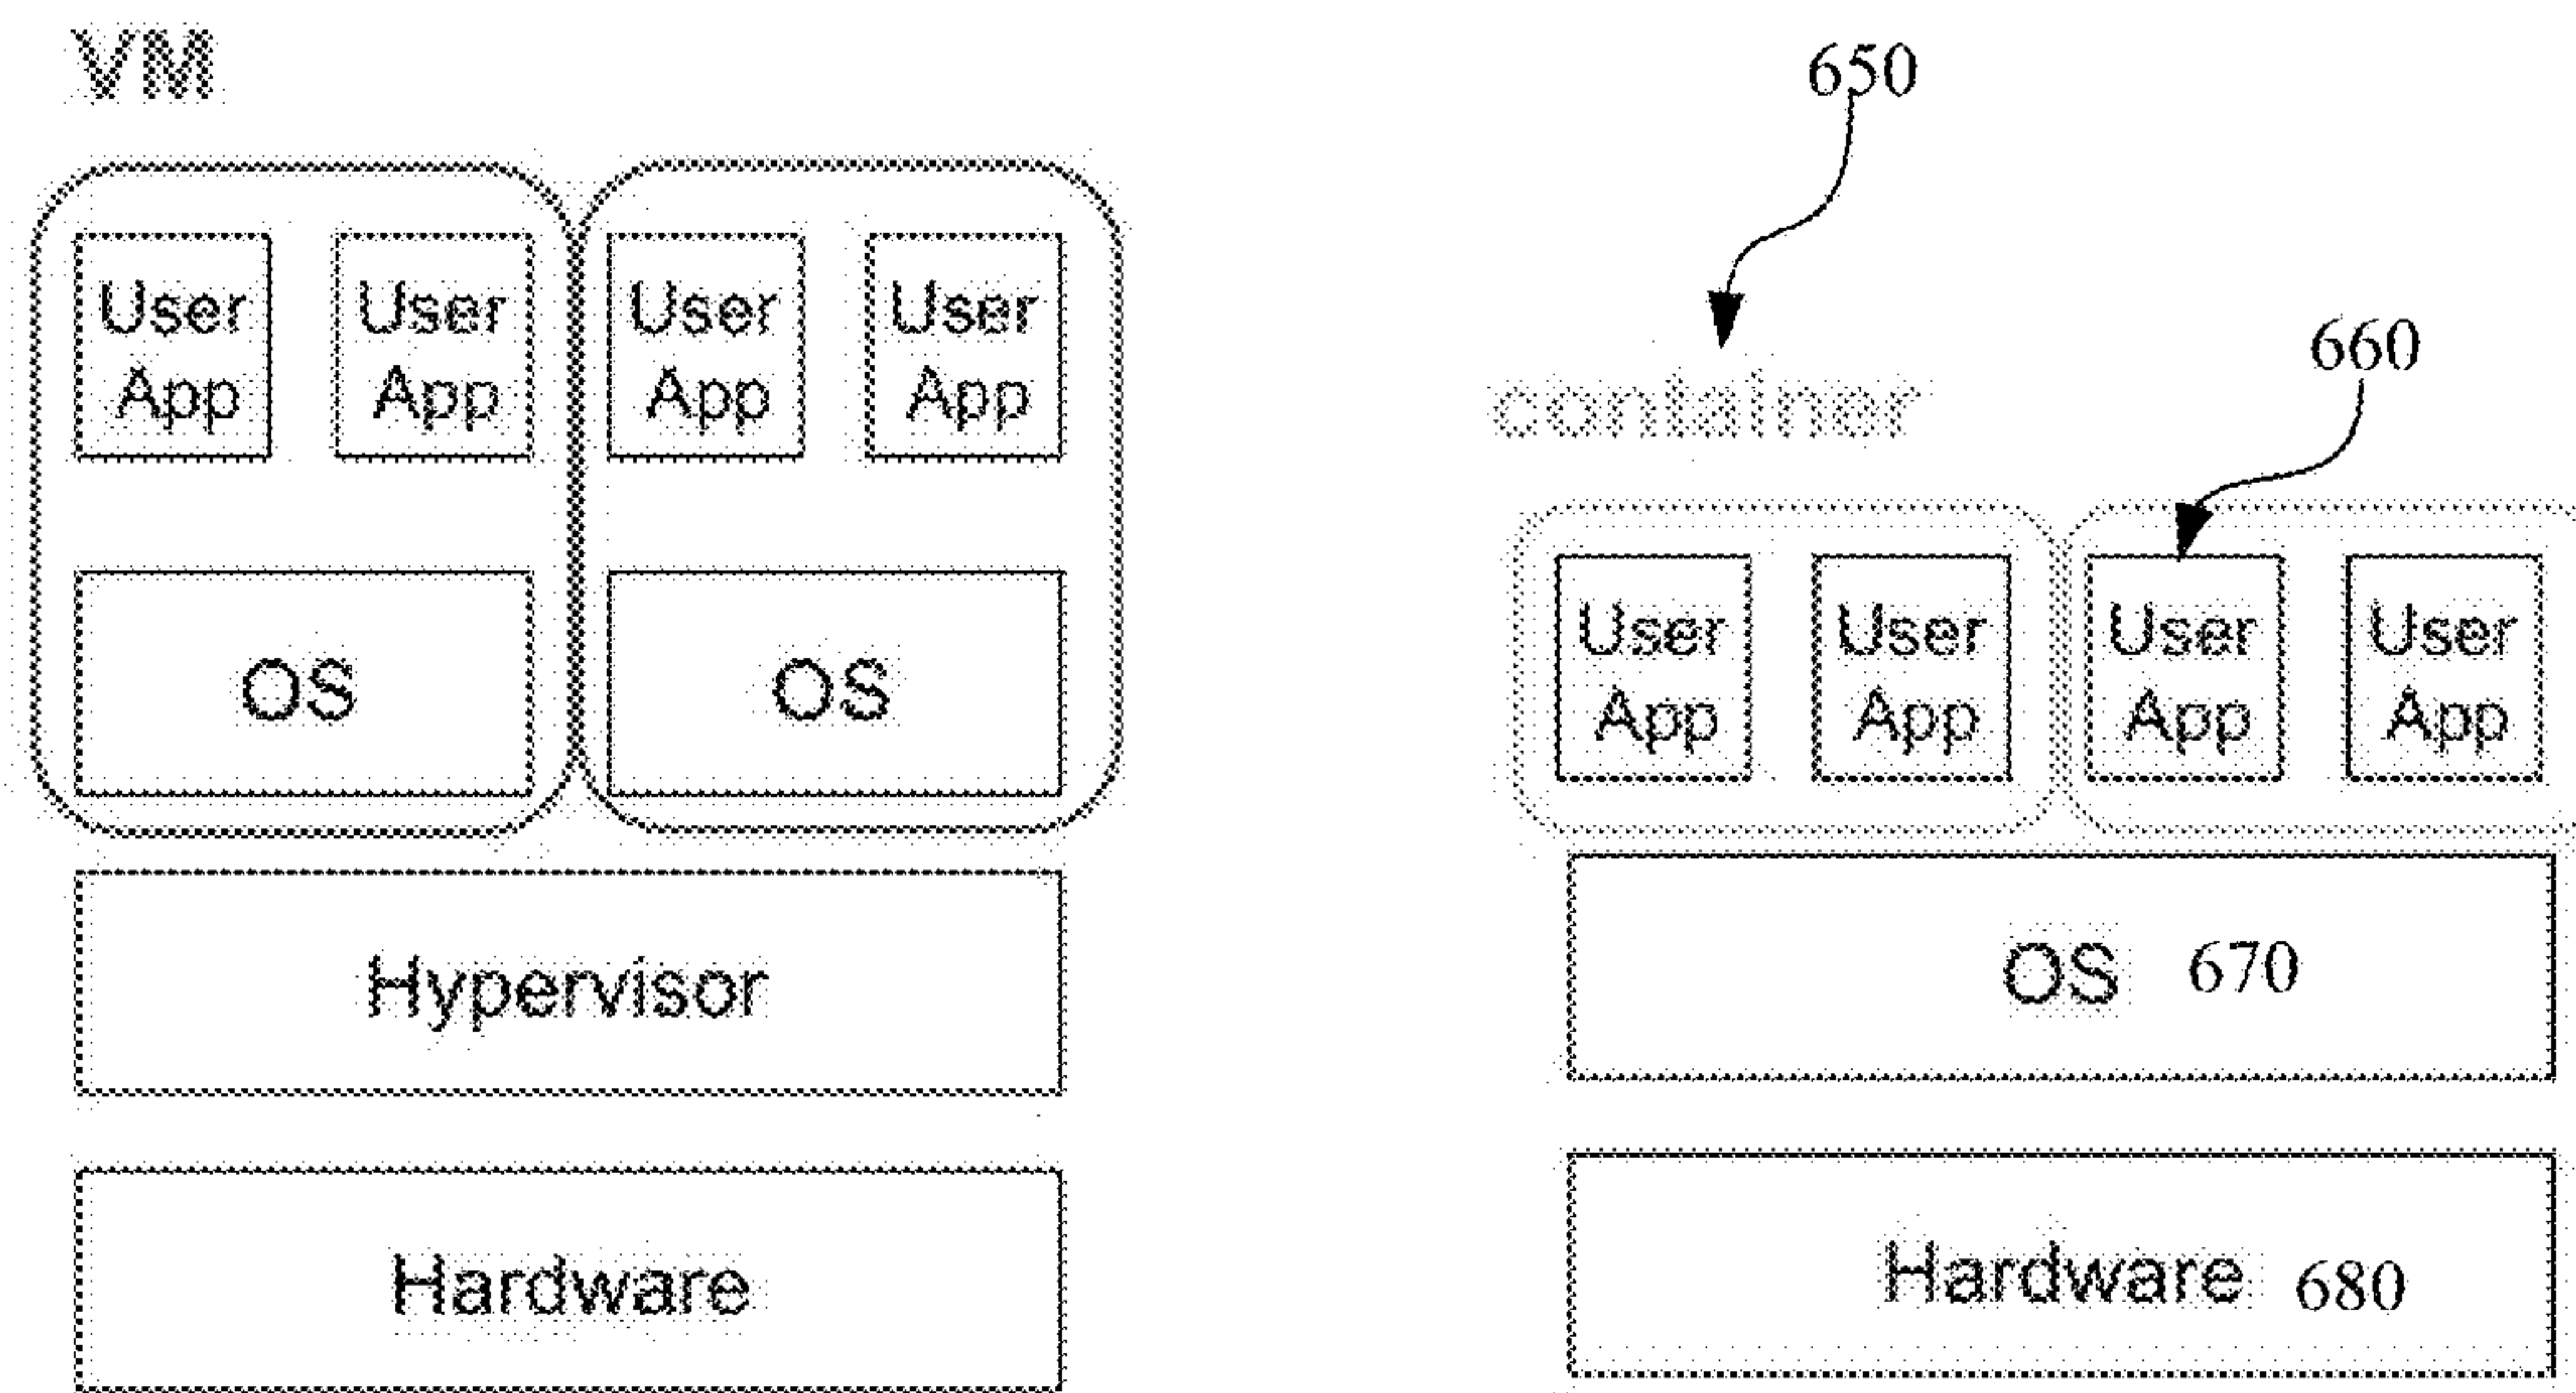 VM
User App
User App
User App
User App
OS
OS
Hypervisor
Hardware
650
container
660
User App
User App
User App
User App
OS 670
Hardware 680